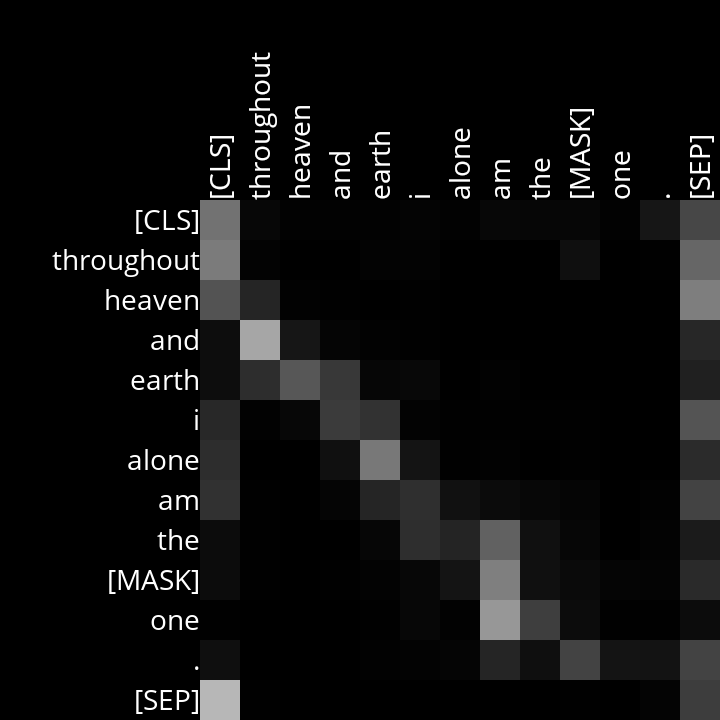 [CLS] throughout heaven and earth i alone am the [MASK] one . [SEP]
[CLS]
throughout
heaven
and
earth
i
alone
am
the
[MASK]
one
.
[SEP]